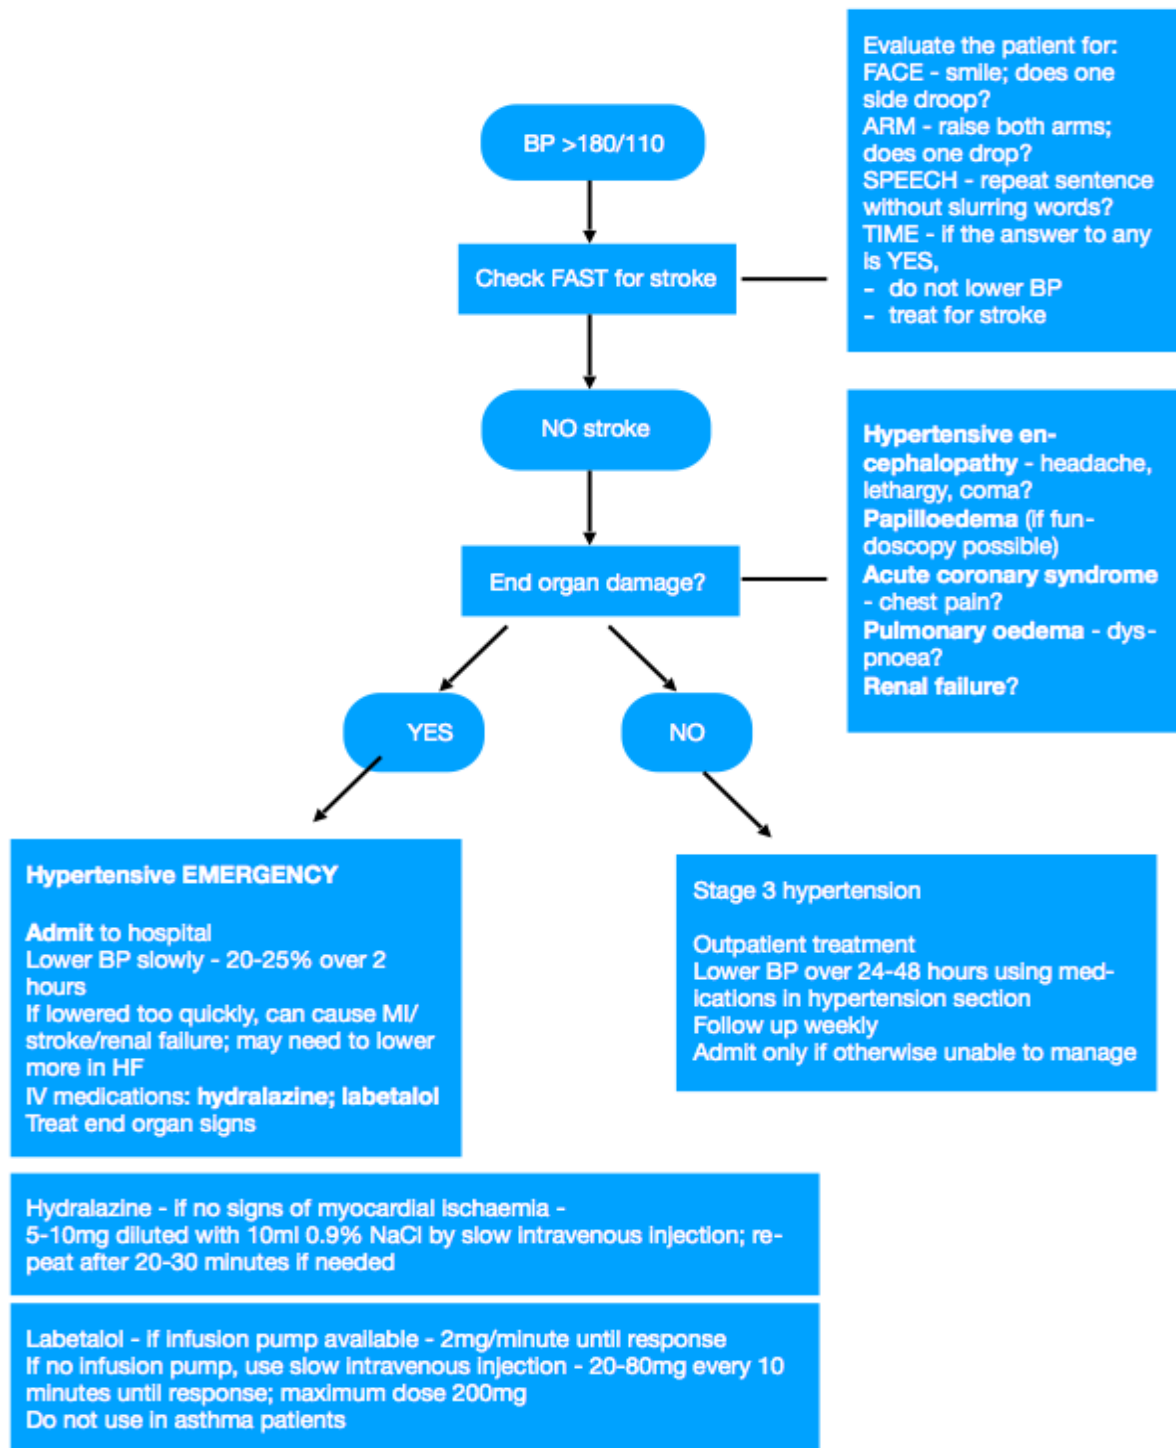 BP >180/110
Evaluate the patient for:
FACE - smile; does one
side droop?
ARM - raise both arms;
does one drop?
SPEECH - repeat sentence
without slurring words?
TIME - if the answer to any
is YES,
- do not lower BP
- treat for stroke
Check FAST for stroke
NO stroke
Hypertensive en-
cephalopathy - headache,
lethargy, coma?
Papilloedema (if fun-
doscopy possible)
Acute coronary syndrome
- chest pain?
Pulmonary oedema - dys-
pnoea?
Renal failure?
End organ damage?
YES
NO
Hypertensive EMERGENCY
Admit to hospital
Lower BP slowly - 20-25% over 2
hours
If lowered too quickly, can cause MI/
stroke/renal failure; may need to lower
more in HF
IV medications: hydralazine; labetalol
Treat end organ signs
Stage 3 hypertension
Outpatient treatment
Lower BP over 24-48 hours using med-
ications in hypertension section
Follow up weekly
Admit only if otherwise unable to manage
Hydralazine - if no signs of myocardial ischaemia -
5-10mg diluted with 10ml 0.9% NaCl by slow intravenous injection; re-
peat after 20-30 minutes if needed
Labetalol - if infusion pump available - 2mg/minute until response
If no infusion pump, use slow intravenous injection - 20-80mg every 10
minutes until response; maximum dose 200mg
Do not use in asthma patients